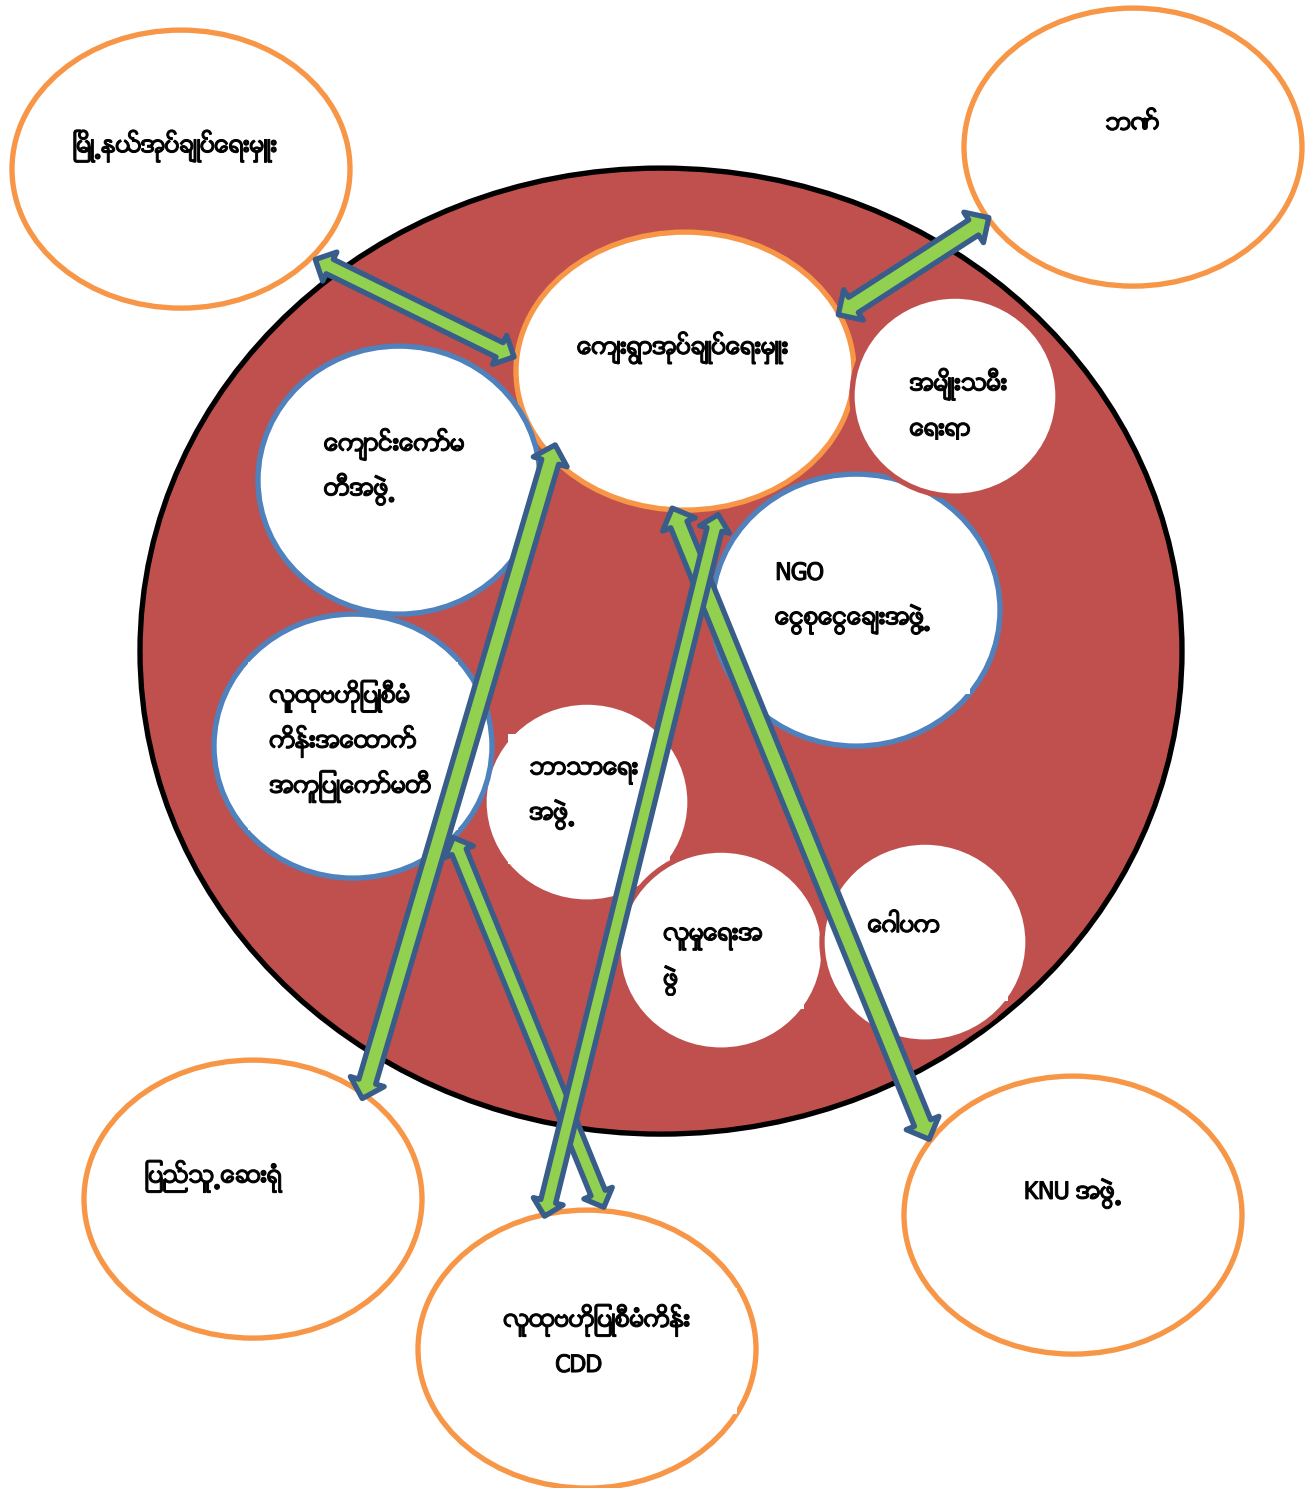 မြို့နယ်အုပ်ချုပ်ရေးမှူး
ဘဏ်
ကျေးရွာအုပ်ချုပ်ရေးမှူး
အမျိုးသမီး
ရေးရာ
ကျောင်းကော်မ
တီအဖွဲ့
NGO
ငွေစုငွေချေးအဖွဲ့
လူထုဗဟိုပြုစီမံ
ကိန်းအထောက်
အကူပြုကော်မတီ
ဘာသာရေး
အဖွဲ့
လူမှုရေးအ
ဖွဲ
ဂေါပက
ပြည်သူ့ဆေးရုံ
KNU အဖွဲ့
လူထုဗဟိုပြုစီမံကိန်း
CDD